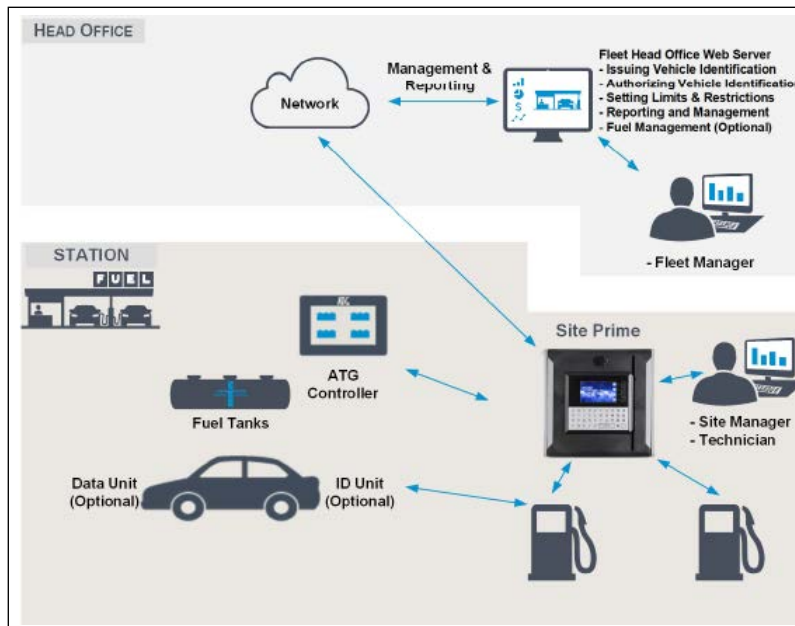 HEAD OFFICE
Network
Management &
Reporting
Fleet Head Office Web Server
- Issuing Vehicle Identification
- Authorizing Vehicle Identification
- Setting Limits & Restrictions
- Reporting and Management
- Fuel Management (Optional)
$
- Fleet Manager
STATION
FUEL
ATG
ATG
Controller
Fuel Tanks
Site Prime
- Site Manager
- Technician
Data Unit
(Optional)
ID Unit
(Optional)